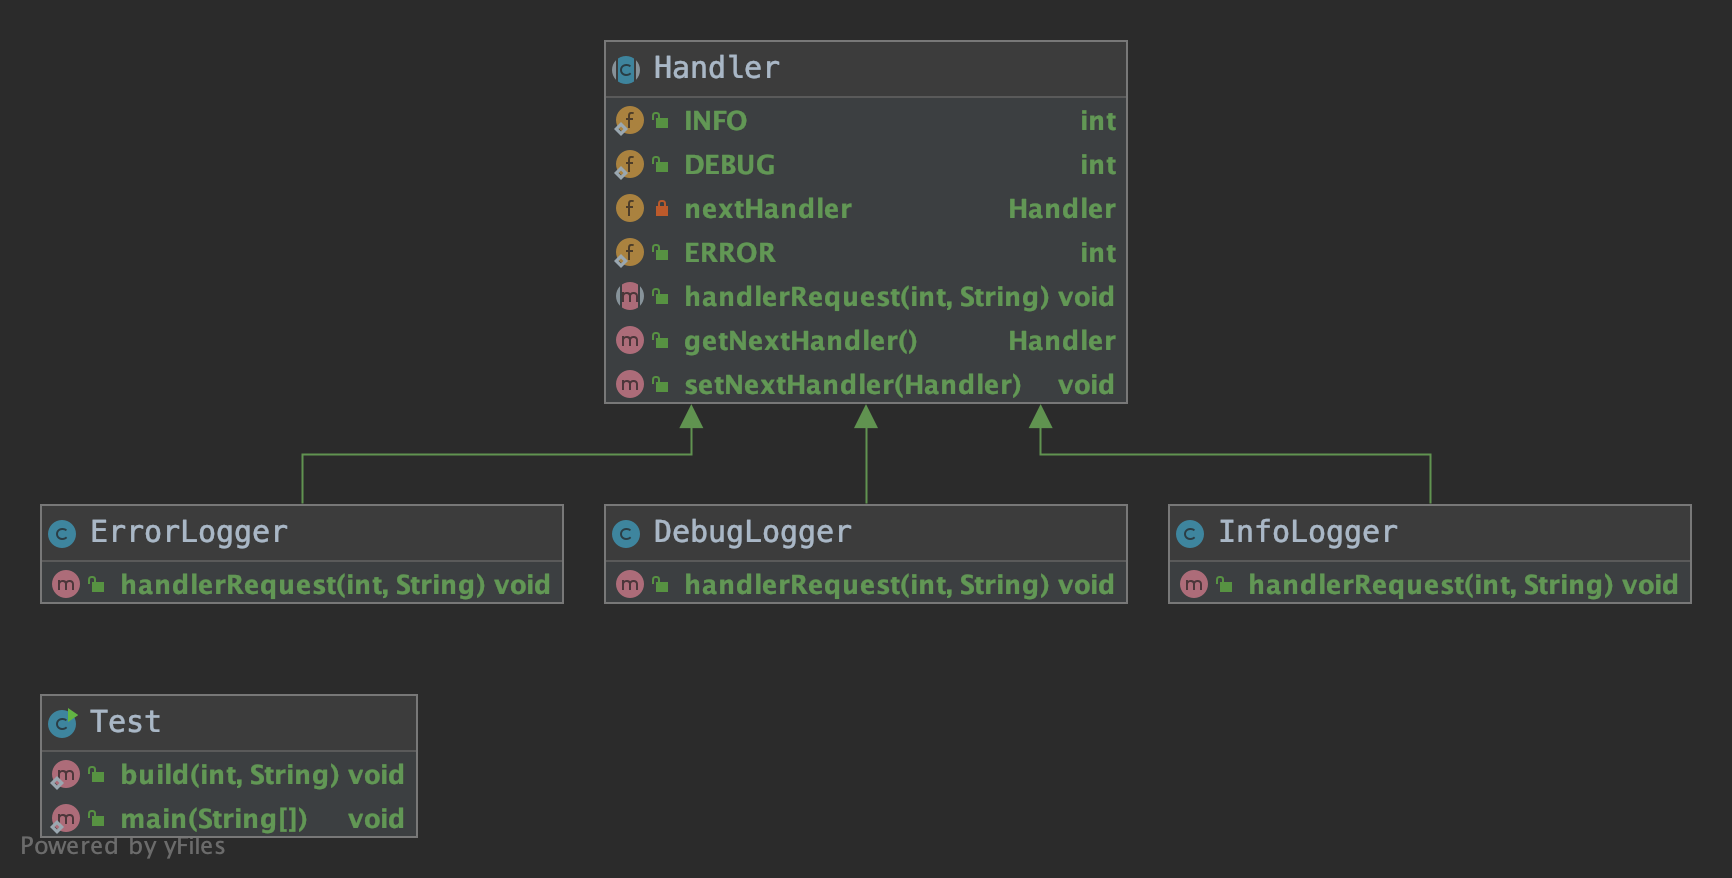 Handler
INFO int
DEBUG int
nextHandler Handler
ERROR int
handlerRequest(int, String) void
getNextHandler() Handler
setNextHandler(Handler) void
ErrorLogger
handlerRequest(int, String) void
DebugLogger
handlerRequest(int, String) void
InfoLogger
handlerRequest(int, String) void
Test
build(int, String) void
main(String[]) void
Powered by yFiles